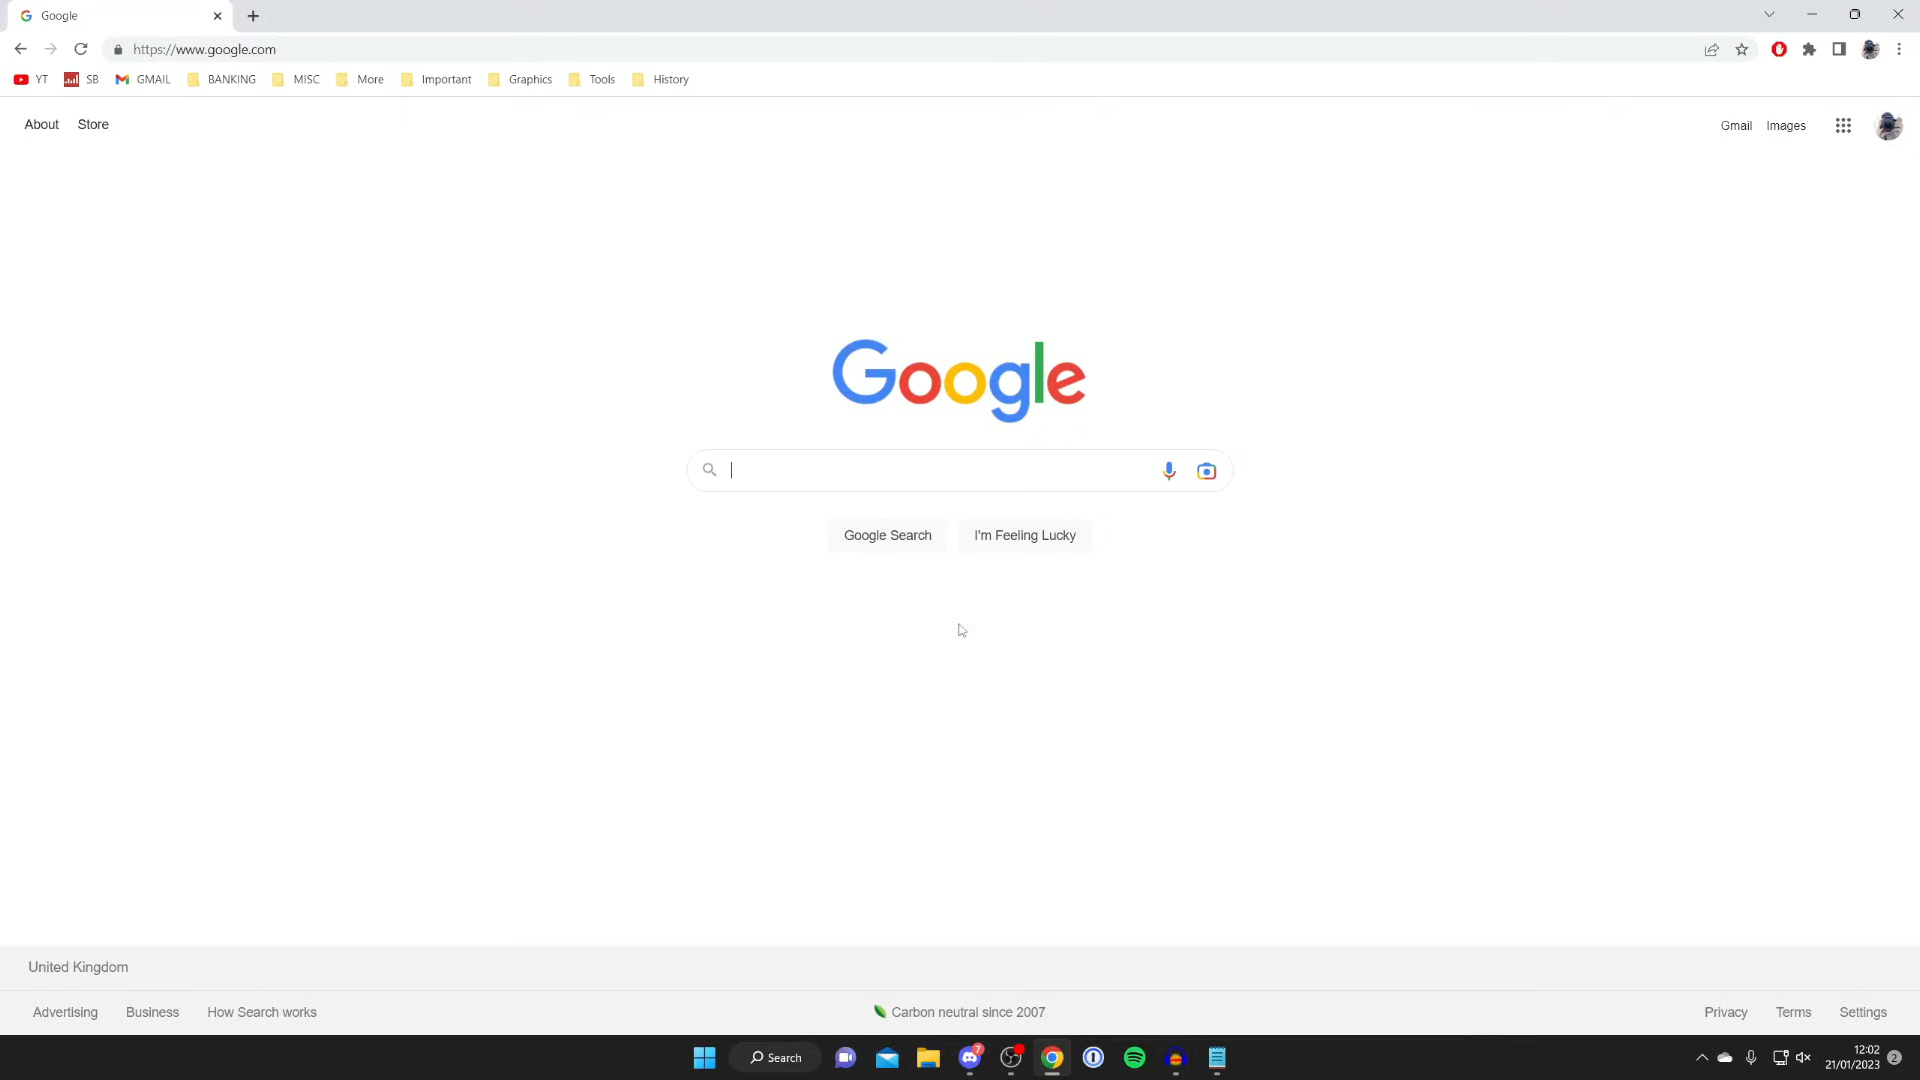 Google
https://www.google.com
YT SB GMAIL BANKING MISC More Important Graphics Tools History
About Store
Gmail Images
Google
Google Search I'm Feeling Lucky
United Kingdom
Advertising Business How Search works
Carbon neutral since 2007
Privacy Terms Settings
Search
7
12:02
21/01/2023
2